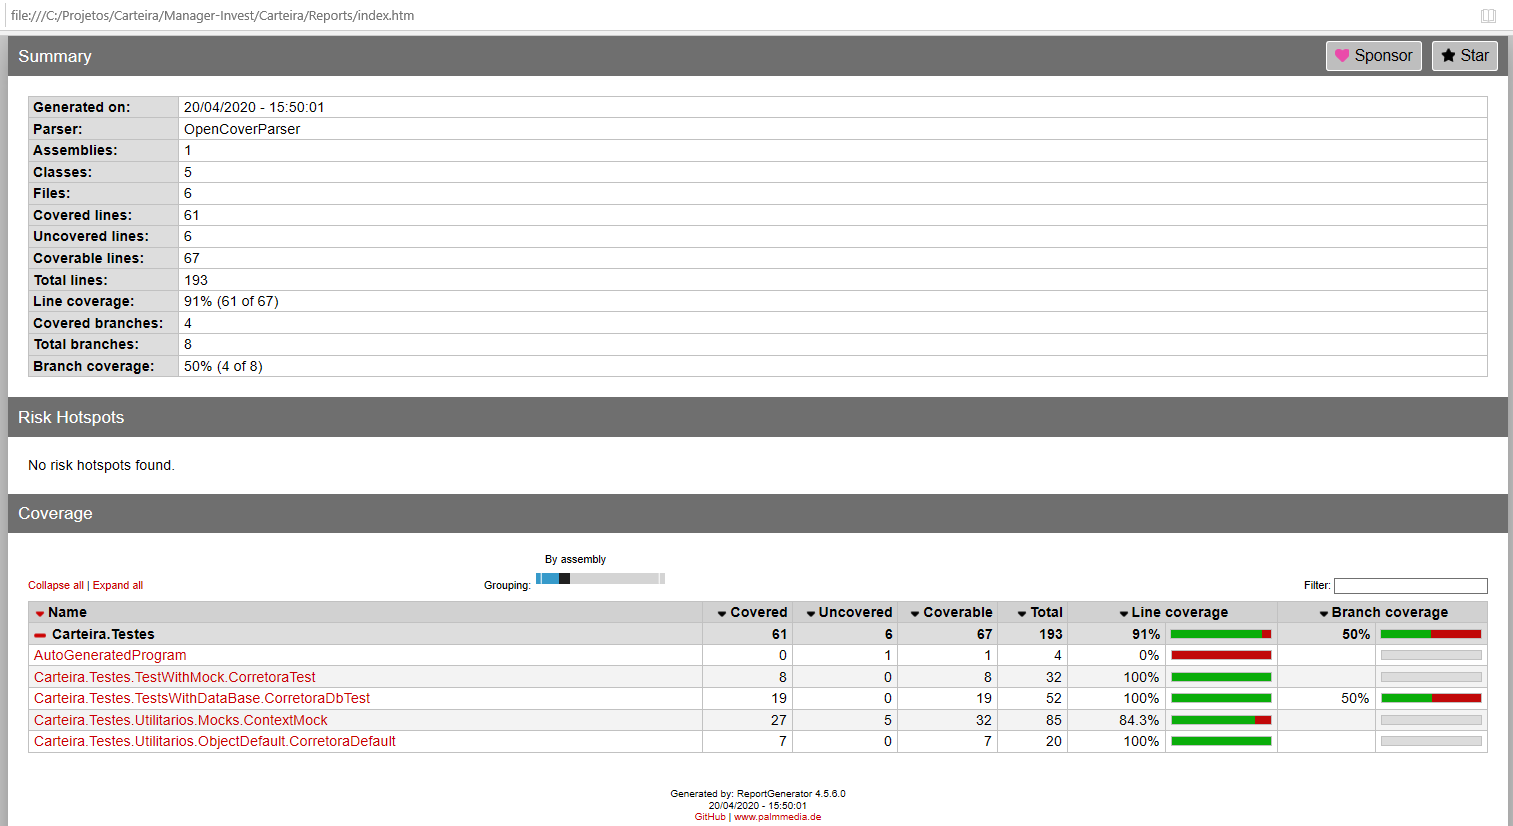 file:///C:/Projetos/Carteira/Manager-Invest/Carteira/Reports/index.htm
Summary Sponsor Star
Generated on: 20/04/2020 - 15:50:01
Parser: OpenCoverParser
Assemblies: 1
Classes: 5
Files: 6
Covered lines: 61
Uncovered lines: 6
Coverable lines: 67
Total lines: 193
Line coverage: 91% (61 of 67)
Covered branches: 4
Total branches: 8
Branch coverage: 50% (4 of 8)
Risk Hotspots
No risk hotspots found.
Coverage
By assembly
Collapse all | Expand all Grouping: Filter:
Name Covered Uncovered Coverable Total Line coverage Branch coverage
Carteira.Testes 61 6 67 193 91% 50%
AutoGeneratedProgram 0 1 1 4 0%
Carteira.Testes.TestWithMock.CorretoraTest 8 0 8 32 100%
Carteira.Testes.TestsWithDataBase.CorretoraDbTest 19 0 19 52 100% 50%
Carteira.Testes.Utilitarios.Mocks.ContextMock 27 5 32 85 84.3%
Carteira.Testes.Utilitarios.ObjectDefault.CorretoraDefault 7 0 7 20 100%
Generated by: ReportGenerator 4.5.6.0
20/04/2020 - 15:50:01
GitHub | www.palmmedia.de